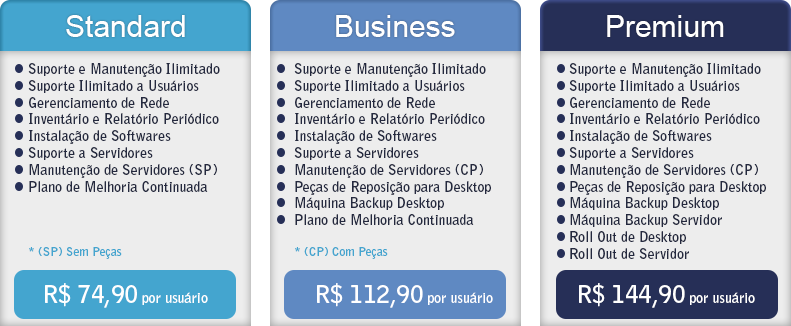 Standard
• Suporte e Manutenção Ilimitado
• Suporte Ilimitado a Usuários
• Gerenciamento de Rede
• Inventário e Relatório Periódico
• Instalação de Softwares
• Suporte a Servidores
• Manutenção de Servidores (SP)
• Plano de Melhoria Continuada
* (SP) Sem Peças
R$ 74,90 por usuário
Business
• Suporte e Manutenção Ilimitado
• Suporte Ilimitado a Usuários
• Gerenciamento de Rede
• Inventário e Relatório Periódico
• Instalação de Softwares
• Suporte a Servidores
• Manutenção de Servidores (CP)
• Peças de Reposição para Desktop
• Máquina Backup Desktop
• Plano de Melhoria Continuada
* (CP) Com Peças
R$ 112,90 por usuário
Premium
• Suporte e Manutenção Ilimitado
• Suporte Ilimitado a Usuários
• Gerenciamento de Rede
• Inventário e Relatório Periódico
• Instalação de Softwares
• Suporte a Servidores
• Manutenção de Servidores (CP)
• Peças de Reposição para Desktop
• Máquina Backup Desktop
• Máquina Backup Servidor
• Roll Out de Desktop
• Roll Out de Servidor
R$ 144,90 por usuário